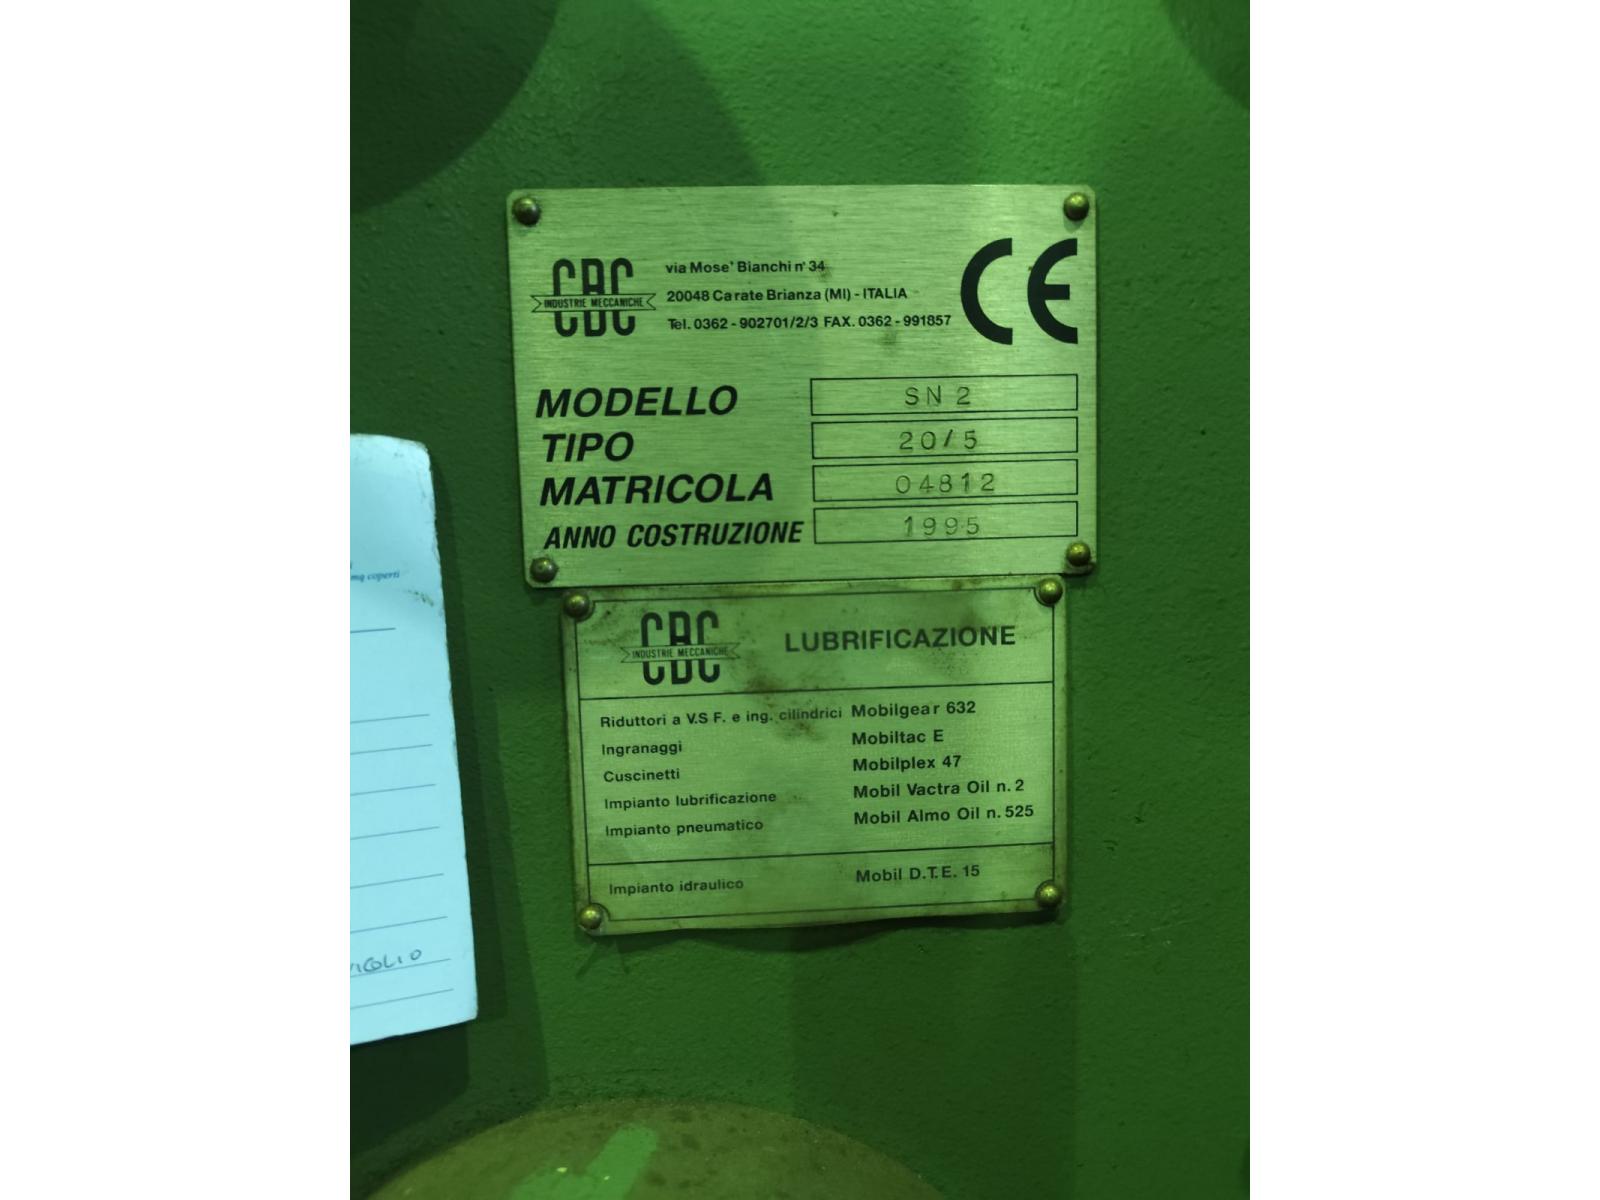 CBC
INDUSTRIE MECCANICHE
via Mose' Bianchi n° 34
20048 Carate Brianza (MI) - ITALIA
Tel. 0362 - 902701/2/3 FAX. 0362 - 991857
CE
MODELLO SN 2
TIPO 20/5
MATRICOLA 04812
ANNO COSTRUZIONE 1995
CBC
INDUSTRIE MECCANICHE
LUBRIFICAZIONE
Riduttori a V.S F. e ing. cilindrici Mobilgear 632
Ingranaggi Mobiltac E
Cuscinetti Mobilplex 47
Impianto lubrificazione Mobil Vactra Oil n. 2
Impianto pneumatico Mobil Almo Oil n. 525
Impianto idraulico Mobil D.T.E. 15
mq coperti